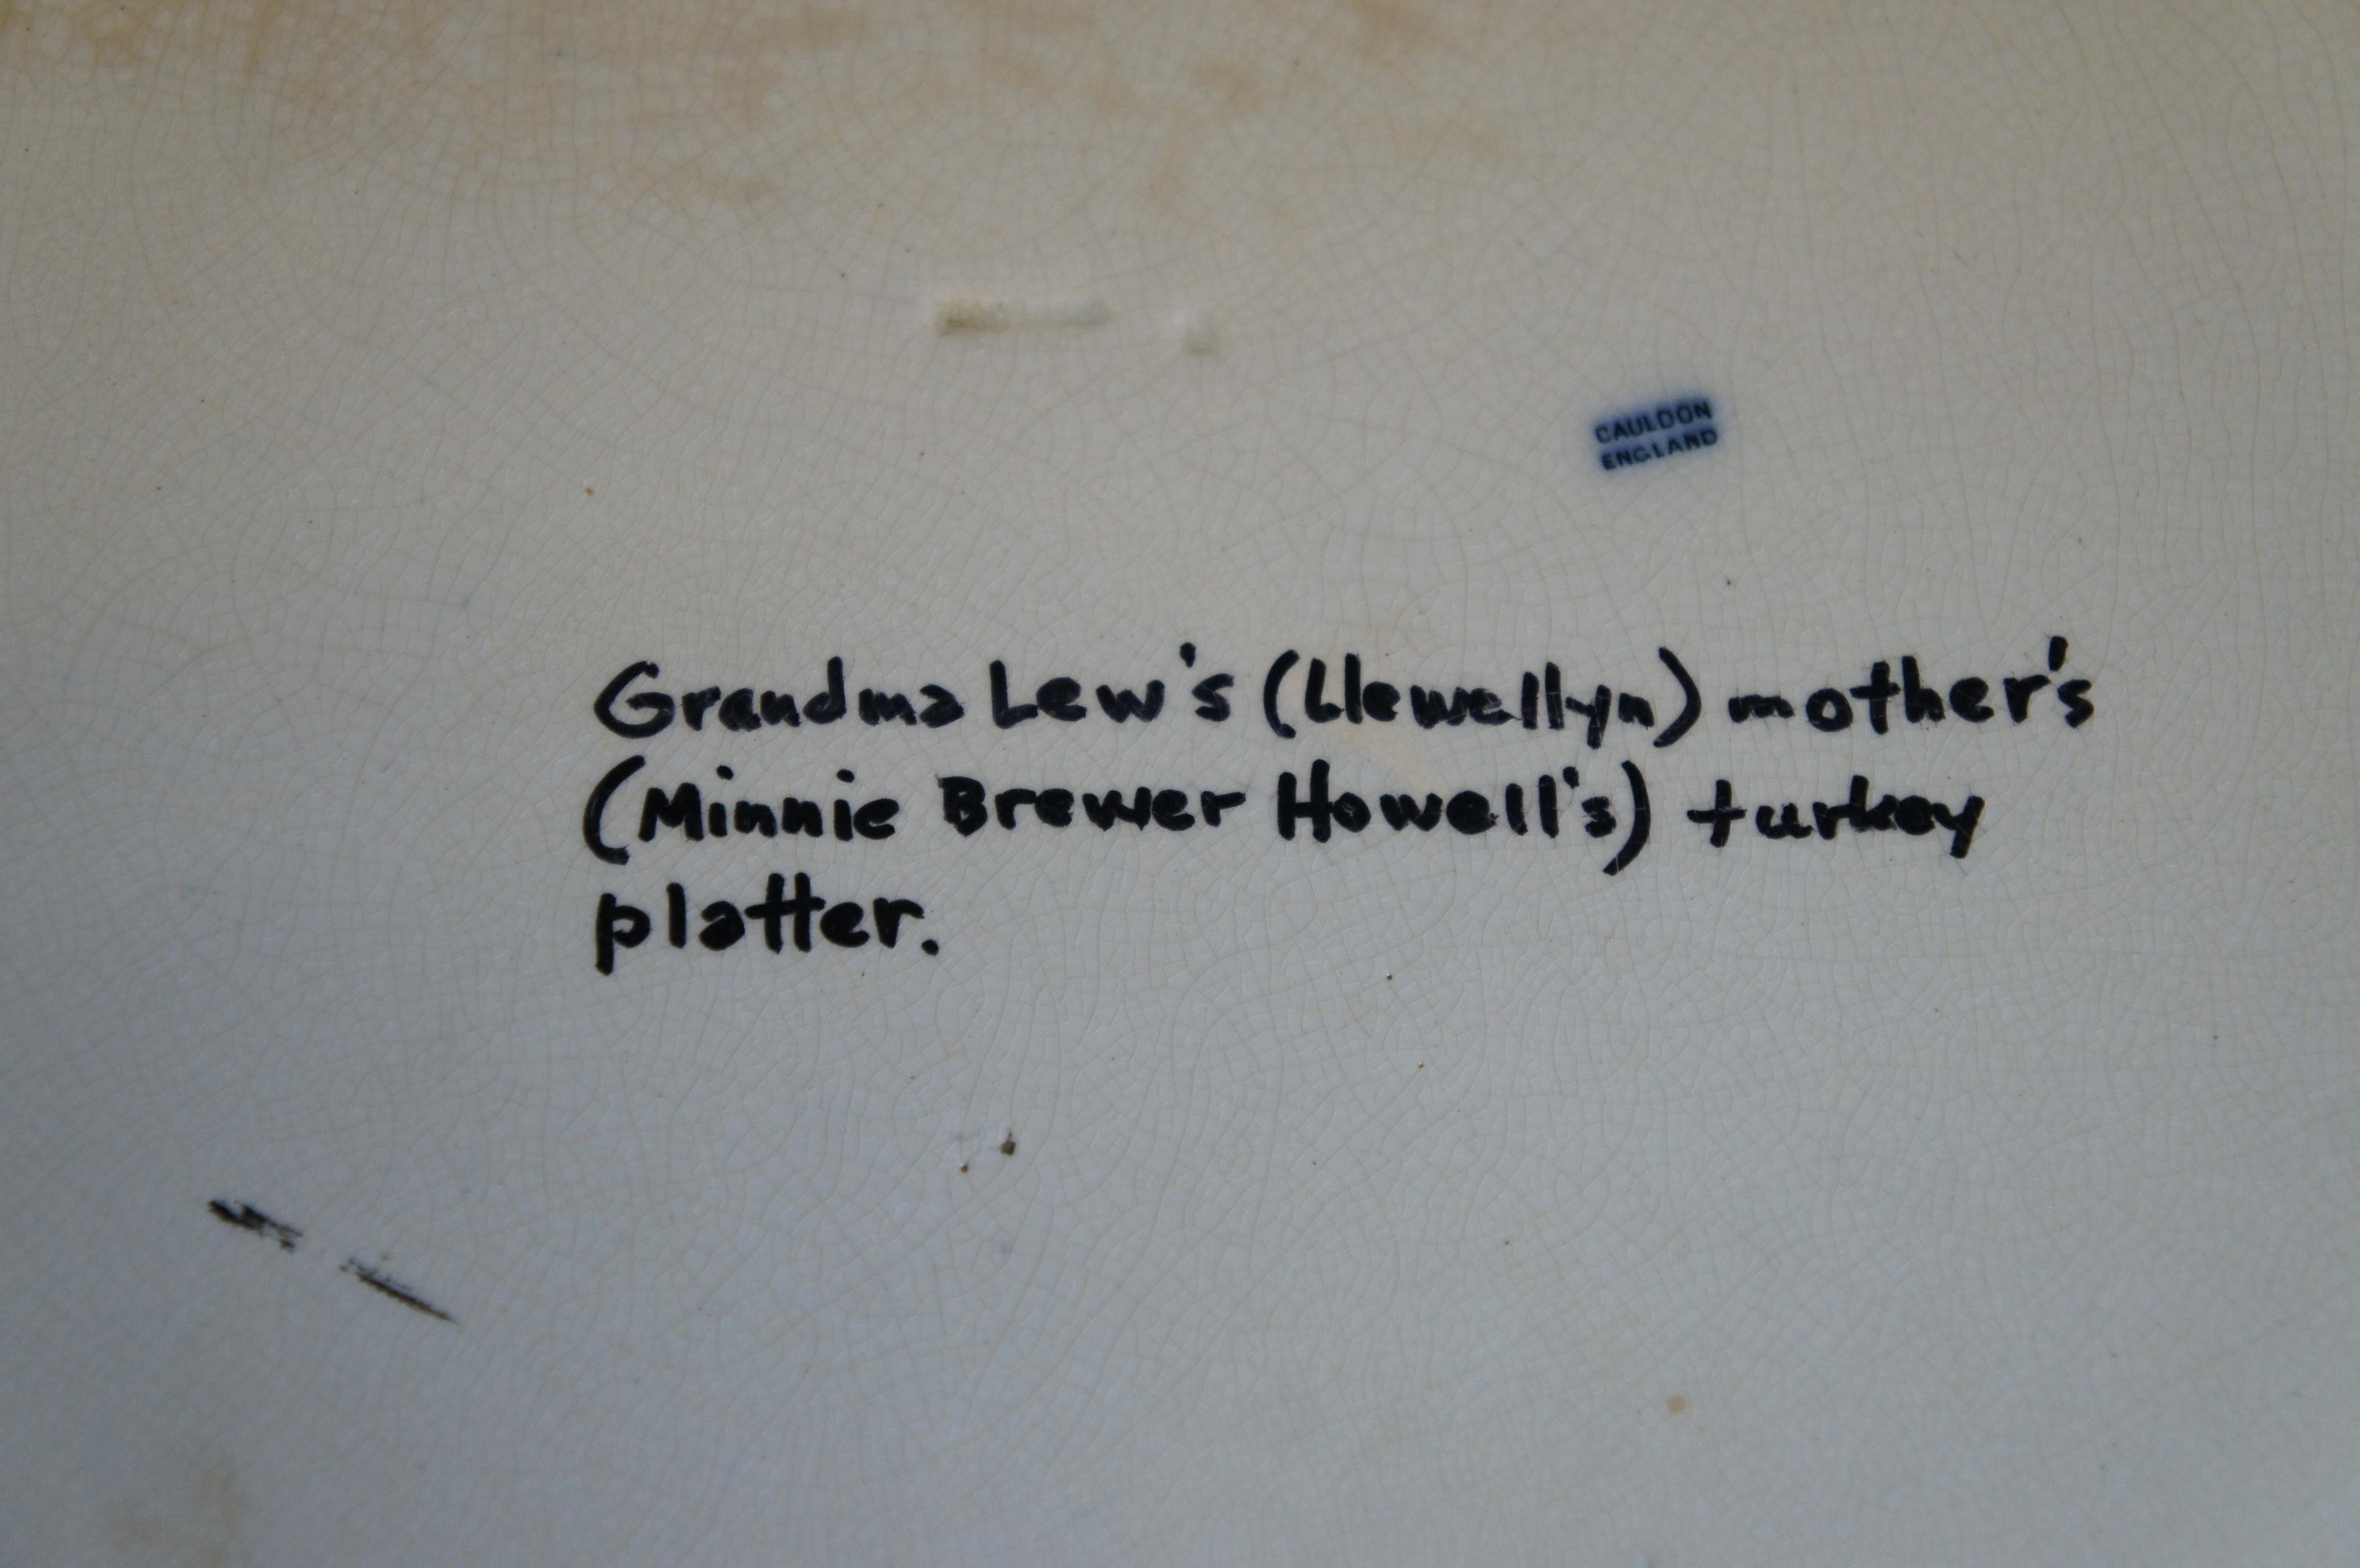 CAULDON
ENGLAND
Grandma Lew's (Llewellyn) mother's
(Minnie Brewer Howell's) turkey
platter.